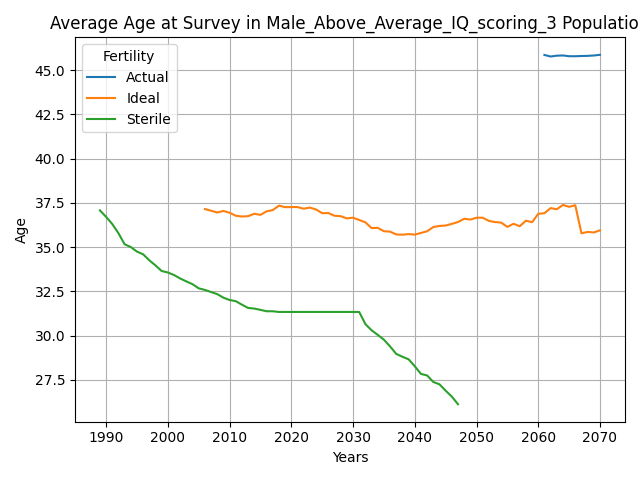 Average Age at Survey in Male_Above_Average_IQ_scoring_3 Populatio
Fertility
Actual
Ideal
Sterile
Age
45.0
42.5
40.0
37.5
35.0
32.5
30.0
27.5
1990 2000 2010 2020 2030 2040 2050 2060 2070
Years